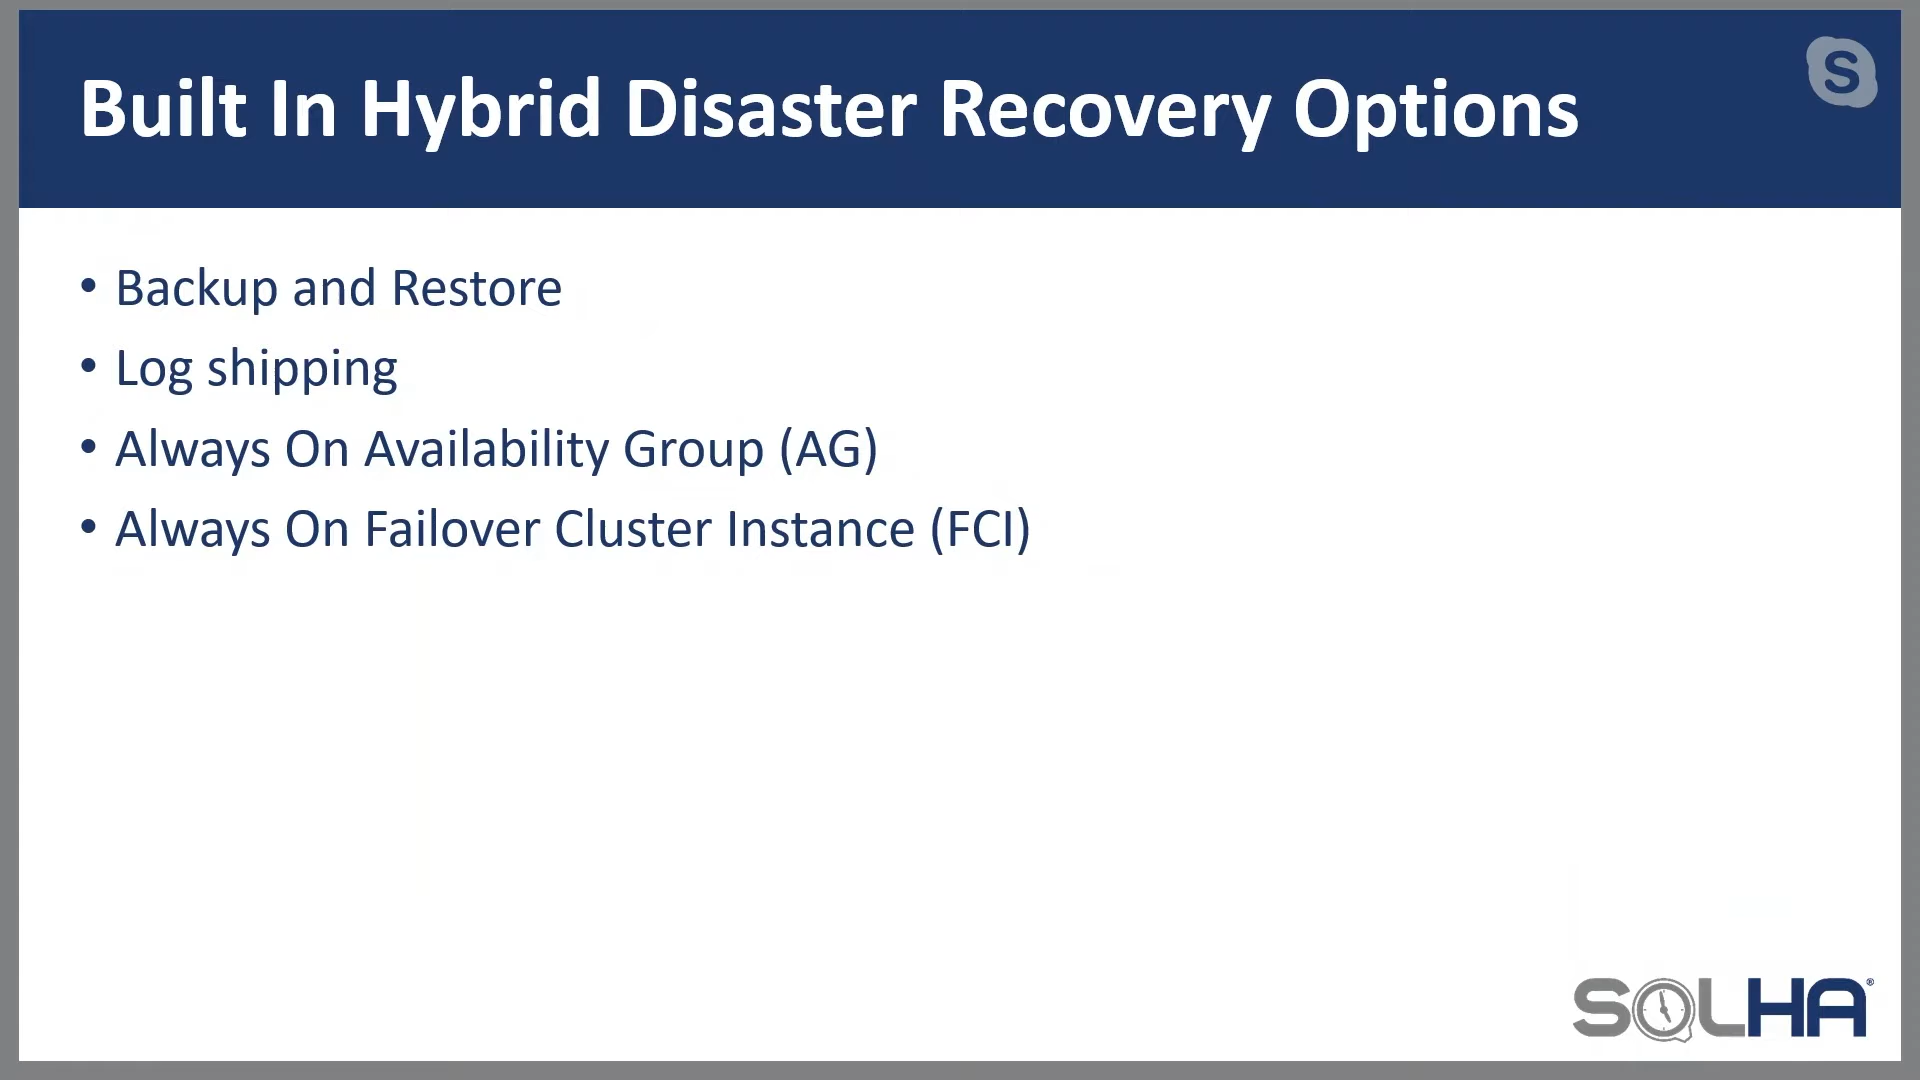 Built In Hybrid Disaster Recovery Options
S
• Backup and Restore
• Log shipping
• Always On Availability Group (AG)
• Always On Failover Cluster Instance (FCI)
SQLHA®